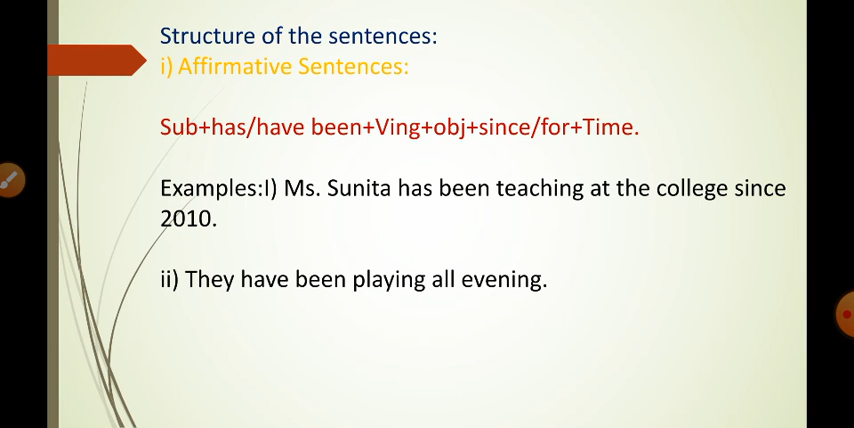 Structure of the sentences:
i) Affirmative Sentences:
Sub+has/have been+Ving+obj+since/for+Time.
Examples:I) Ms. Sunita has been teaching at the college since
2010.
ii) They have been playing all evening.